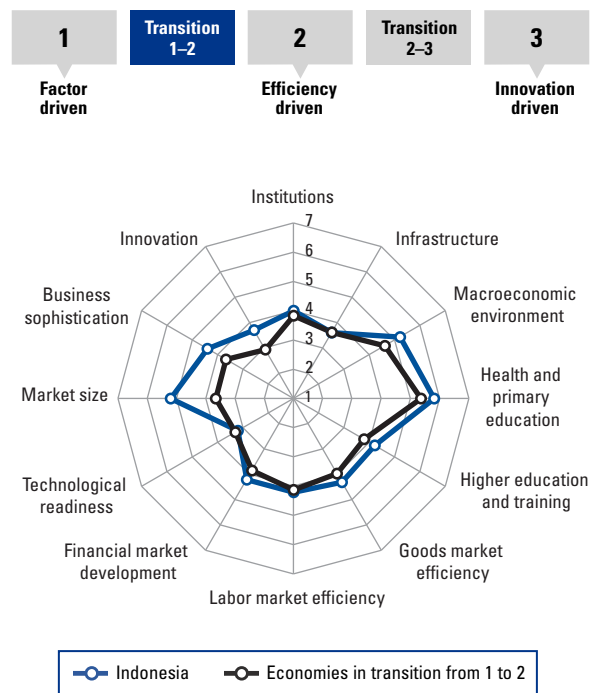 1
Transition
1–2
2
Transition
2–3
3
Factor
driven
Efficiency
driven
Innovation
driven
Institutions
7
Innovation
Infrastructure
6
5
Business
sophistication
Macroeconomic
environment
4
3
Market size
2
1
Health and
primary
education
Technological
readiness
Higher education
and training
Financial market
development
Goods market
efficiency
Labor market efficiency
Indonesia
Economies in transition from 1 to 2